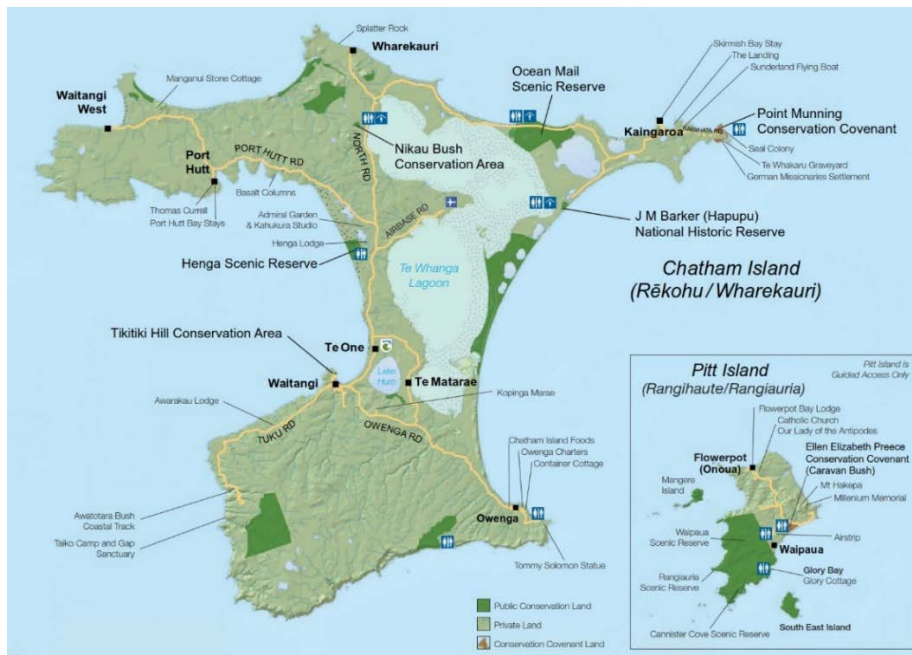 Splatter Rock
Wharekauri
Manganui Stone Cottage
Waitangi
West
Port
Hutt
PORT HUTT RD
NORTH RD
Nikau Bush
Conservation Area
Ocean Mail
Scenic Reserve
Skirmish Bay Stay
The Landing
Sunderland Flying Boat
Kaingaroa
Point Munning
Conservation Covenant
Seal Colony
Te Whakaru Graveyard
German Missionaries Settlement
Thomas Currell
Port Hutt Bay Stays
Basalt Columns
Admiral Garden
& Kahukura Studio
AIRBASE RD
Henga Lodge
Henga Scenic Reserve
J M Barker (Hapupu)
National Historic Reserve
Te Whanga
Lagoon
Chatham Island
(Rēkohu / Wharekauri)
Tikitiki Hill Conservation Area
Te One
Waitangi
Lake
Huro
Te Matarae
Kopinga Marae
Awarakau Lodge
TUKU RD
OWENGA RD
Chatham Island Foods
Owenga Charters
Container Cottage
Owenga
Awatotara Bush
Coastal Track
Taiko Camp and Gap
Sanctuary
Tommy Solomon Statue
Public Conservation Land
Private Land
Conservation Covenant Land
Pitt Island
(Rangihaute/Rangiauria)
Pitt Island is
Guided Access Only
Flowerpot Bay Lodge
Catholic Church
Our Lady of the Antipodes
Flowerpot
(Onoua)
Ellen Elizabeth Preece
Conservation Covenant
(Caravan Bush)
Mangere
Island
Mt Hakepa
Millenium Memorial
Waipaua
Scenic Reserve
Airstrip
Waipaua
Rangiauria
Scenic Reserve
Glory Bay
Glory Cottage
Cannister Cove Scenic Reserve
South East Island